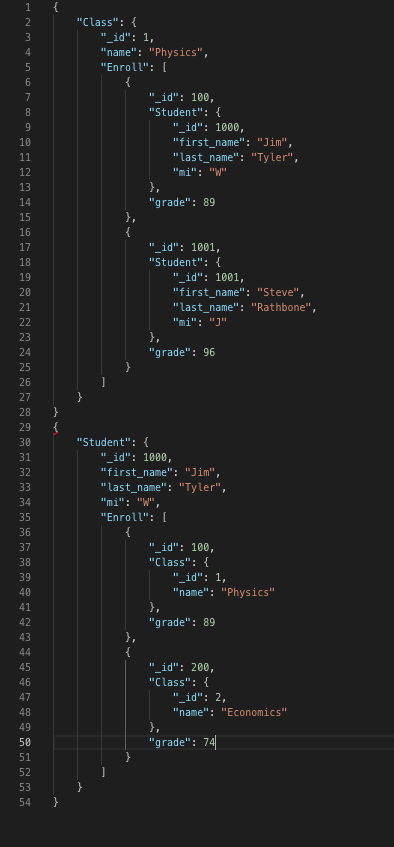 1 {
2     "Class": {
3         "_id": 1,
4         "name": "Physics",
5         "Enroll": [
6             {
7                 "_id": 100,
8                 "Student": {
9                     "_id": 1000,
10                     "first_name": "Jim",
11                     "last_name": "Tyler",
12                     "mi": "W"
13                 },
14                 "grade": 89
15             },
16             {
17                 "_id": 1001,
18                 "Student": {
19                     "_id": 1001,
20                     "first_name": "Steve",
21                     "last_name": "Rathbone",
22                     "mi": "J"
23                 },
24                 "grade": 96
25             }
26         ]
27     }
28 }
29 {
30     "Student": {
31         "_id": 1000,
32         "first_name": "Jim",
33         "last_name": "Tyler",
34         "mi": "W",
35         "Enroll": [
36             {
37                 "_id": 100,
38                 "Class": {
39                     "_id": 1,
40                     "name": "Physics"
41                 },
42                 "grade": 89
43             },
44             {
45                 "_id": 200,
46                 "Class": {
47                     "_id": 2,
48                     "name": "Economics"
49                 },
50                 "grade": 74
51             }
52         ]
53     }
54 }